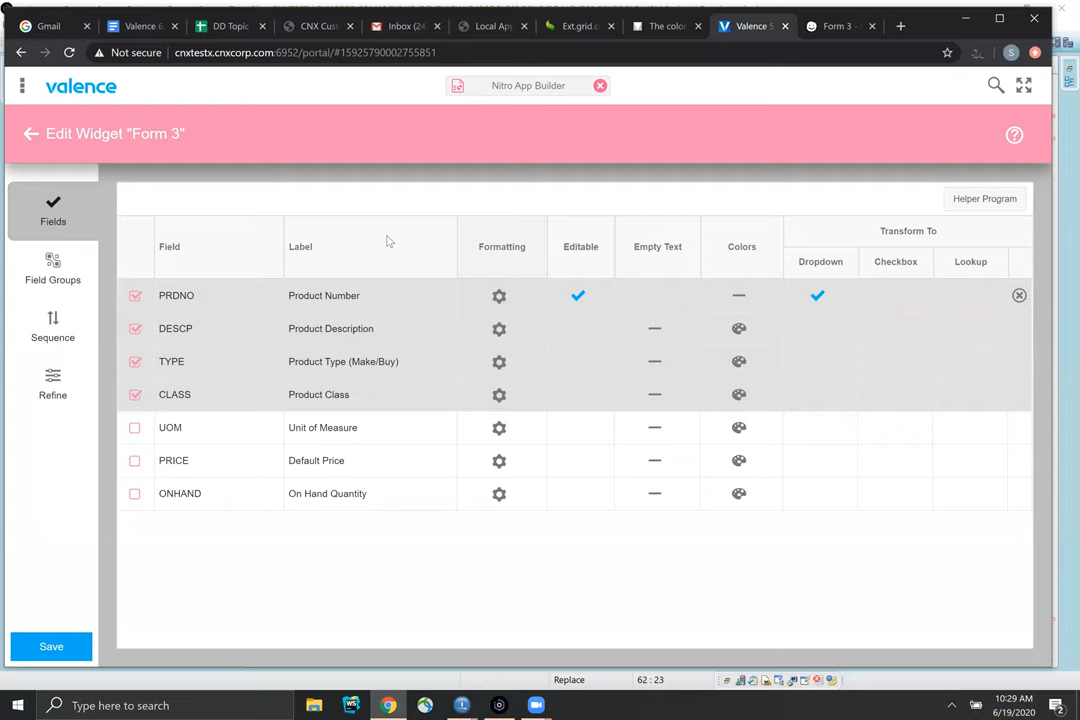 Gmail
Valence 6
DD Topic
CNX Cus
Inbox (24
Local Ap
Ext.grid.c
The colo
Valence 5
Form 3 -
Not secure
cnxtestx.cnxcorp.com:6952/portal/#15925790002755851
S
valence
Nitro App Builder
Edit Widget "Form 3"
Fields
Field Groups
Sequence
Refine
Save
Helper Program
Field
Label
Formatting
Editable
Empty Text
Colors
Transform To
Dropdown
Checkbox
Lookup
PRDNO
Product Number
DESCP
Product Description
TYPE
Product Type (Make/Buy)
CLASS
Product Class
UOM
Unit of Measure
PRICE
Default Price
ONHAND
On Hand Quantity
Replace
62 : 23
Type here to search
WS
10:29 AM
6/19/2020
2